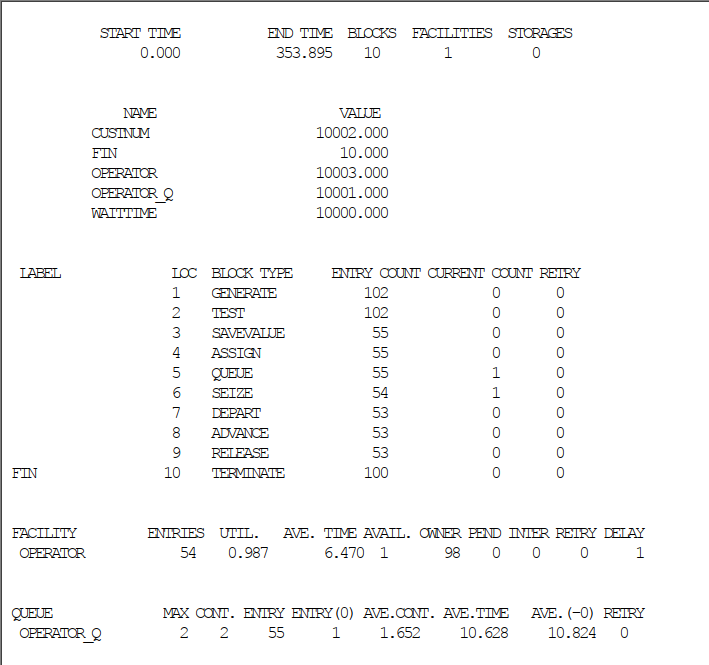 START TIME END TIME BLOCKS FACILITIES STORAGES
0.000 353.895 10 1 0
NAME VALUE
CUSTNUM 10002.000
FIN 10.000
OPERATOR 10003.000
OPERATOR_Q 10001.000
WAITTIME 10000.000
LABEL LOC BLOCK TYPE ENTRY COUNT CURRENT COUNT RETRY
1 GENERATE 102 0 0
2 TEST 102 0 0
3 SAVEVALUE 55 0 0
4 ASSIGN 55 0 0
5 QUEUE 55 1 0
6 SEIZE 54 1 0
7 DEPART 53 0 0
8 ADVANCE 53 0 0
9 RELEASE 53 0 0
FIN 10 TERMINATE 100 0 0
FACILITY ENTRIES UTIL. AVE. TIME AVAIL. OWNER PEND INTER RETRY DELAY
OPERATOR 54 0.987 6.470 1 98 0 0 0 1
QUEUE MAX CONT. ENTRY ENTRY(0) AVE.CONT. AVE.TIME AVE.(-0) RETRY
OPERATOR_Q 2 2 55 1 1.652 10.628 10.824 0